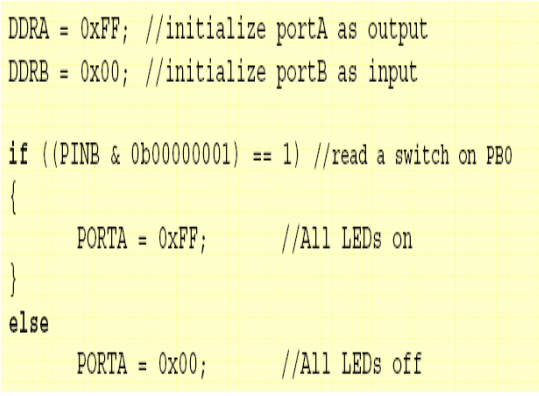 DDRA = 0xFF; //initialize portA as output
DDRB = 0x00; //initialize portB as input
if ((PINB & 0b00000001) == 1) //read a switch on PB0
{
PORTA = 0xFF; //All LEDs on
}
else
PORTA = 0x00; //All LEDs off